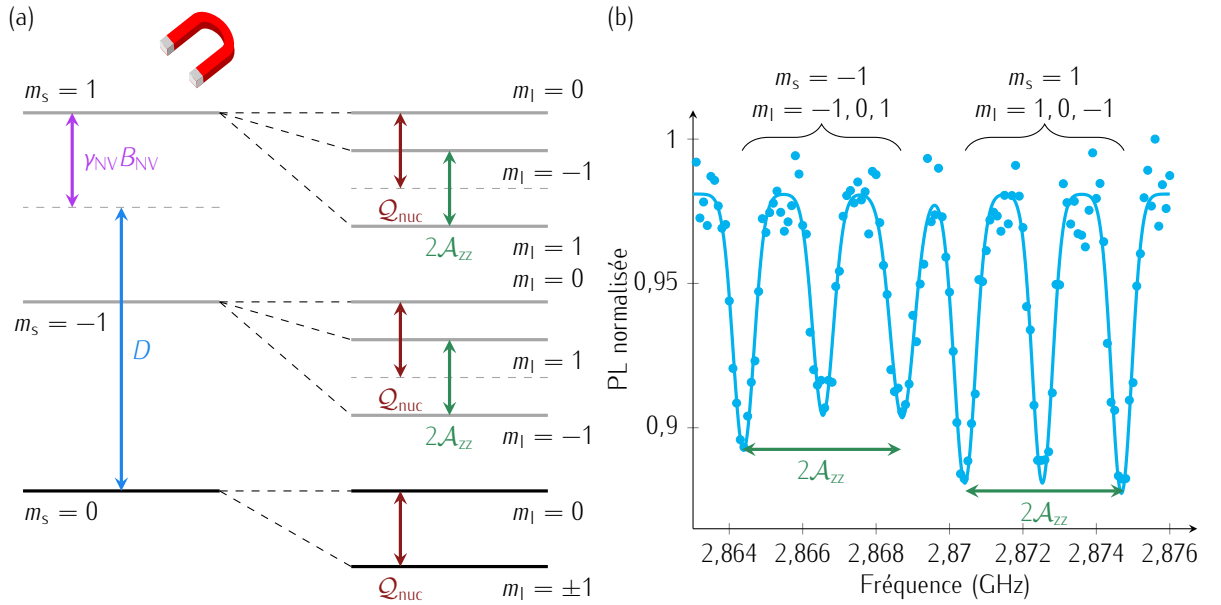 (a)
m_s = 1
γ_NV B_NV
D
m_s = −1
m_s = 0
m_I = 0
m_I = −1
Q_nuc
2A_zz
m_I = 1
m_I = 0
m_I = 1
Q_nuc
2A_zz
m_I = −1
m_I = 0
Q_nuc
m_I = ±1
(b)
m_s = −1
m_I = −1, 0, 1
m_s = 1
m_I = 1, 0, −1
1
0,95
0,9
PL normalisée
2A_zz
2A_zz
2,864 2,866 2,868 2,87 2,872 2,874 2,876
Fréquence (GHz)